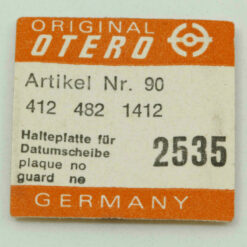 ORIGINAL
OTERO
Artikel Nr. 90
412 482 1412
Halteplatte für
Datumscheibe
plaque no
guard ne
2535
GERMANY